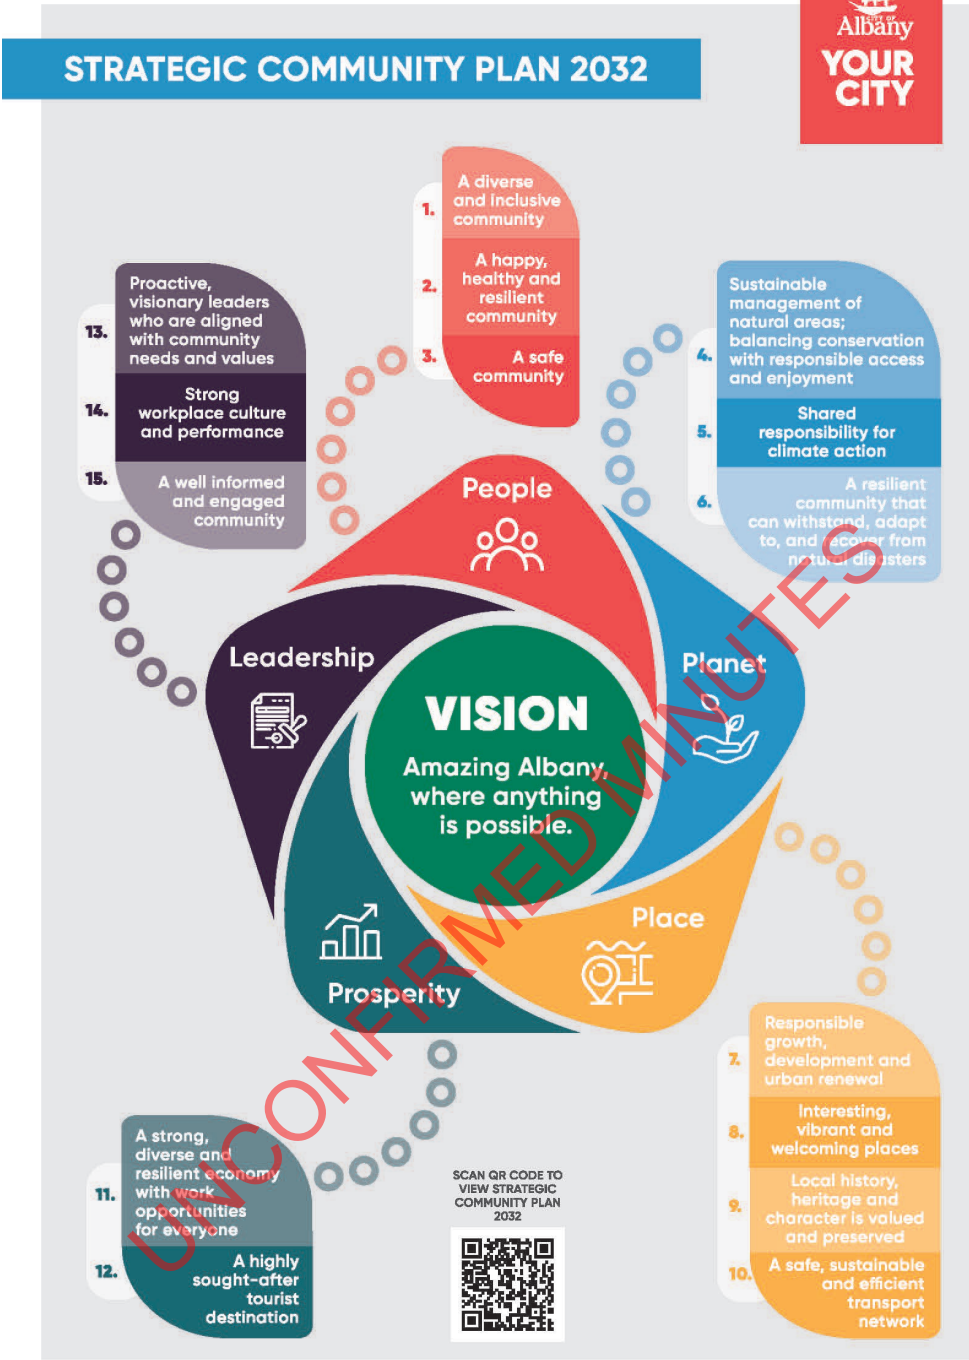 CITY OF
Albany
YOUR
CITY
STRATEGIC COMMUNITY PLAN 2032
1.
A diverse
and inclusive
community
2.
A happy,
healthy and
resilient
community
3.
A safe
community
13.
Proactive,
visionary leaders
who are aligned
with community
needs and values
14.
Strong
workplace culture
and performance
15.
A well informed
and engaged
community
4.
Sustainable
management of
natural areas;
balancing conservation
with responsible access
and enjoyment
5.
Shared
responsibility for
climate action
6.
A resilient
community that
can withstand, adapt
to, and recover from
natural disasters
People
Leadership
Planet
VISION
Amazing Albany,
where anything
is possible.
Place
Prosperity
7.
Responsible
growth,
development and
urban renewal
8.
Interesting,
vibrant and
welcoming places
9.
Local history,
heritage and
character is valued
and preserved
10.
A safe, sustainable
and efficient
transport
network
11.
A strong,
diverse and
resilient economy
with work
opportunities
for everyone
12.
A highly
sought-after
tourist
destination
SCAN QR CODE TO
VIEW STRATEGIC
COMMUNITY PLAN
2032
UNCONFIRMED MINUTES